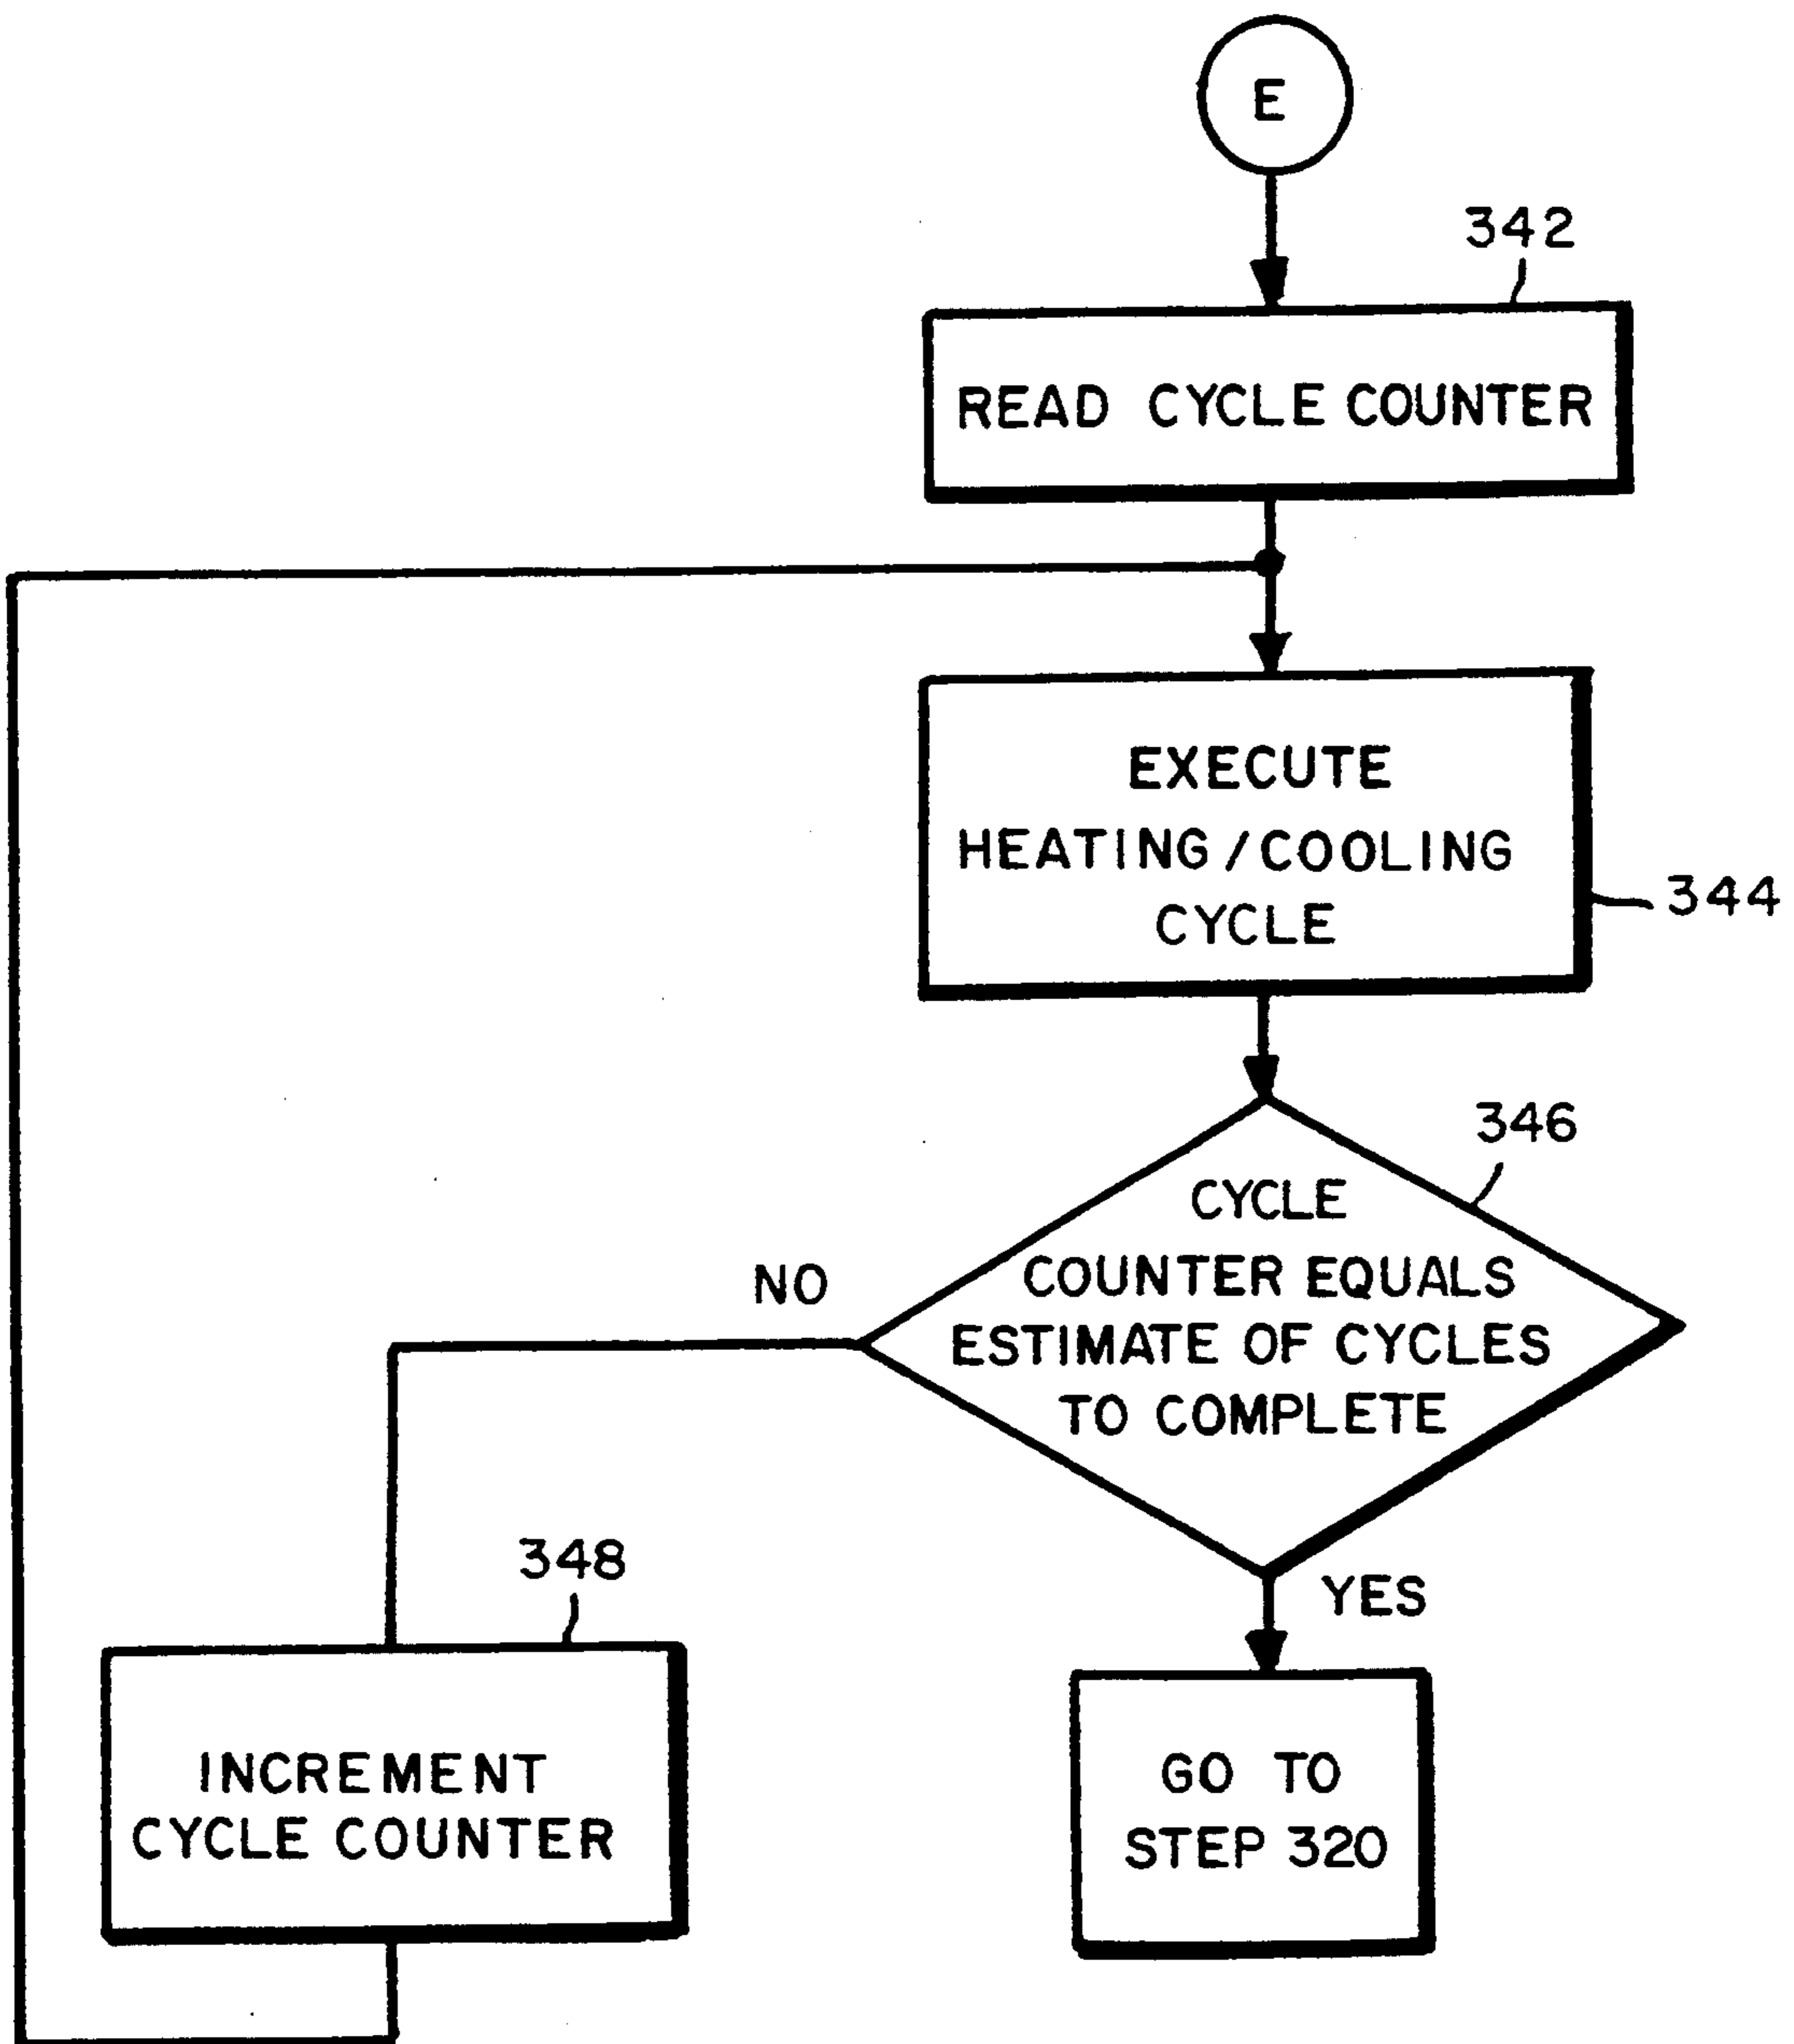 E
342
READ CYCLE COUNTER
EXECUTE
HEATING/COOLING
CYCLE
344
346
CYCLE
COUNTER EQUALS
ESTIMATE OF CYCLES
TO COMPLETE
NO
YES
348
INCREMENT
CYCLE COUNTER
GO TO
STEP 320